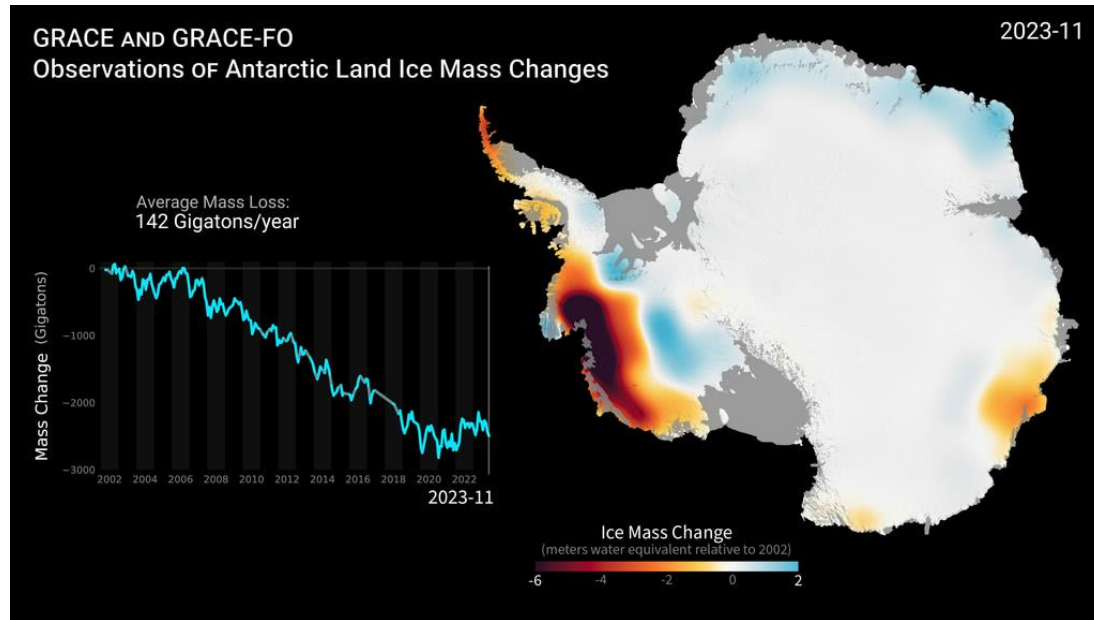 GRACE AND GRACE-FO
Observations OF Antarctic Land Ice Mass Changes
2023-11
Average Mass Loss:
142 Gigatons/year
Mass Change (Gigatons)
0
−1000
−2000
−3000
2002 2004 2006 2008 2010 2012 2014 2016 2018 2020 2022
2023-11
Ice Mass Change
(meters water equivalent relative to 2002)
-6 -4 -2 0 2